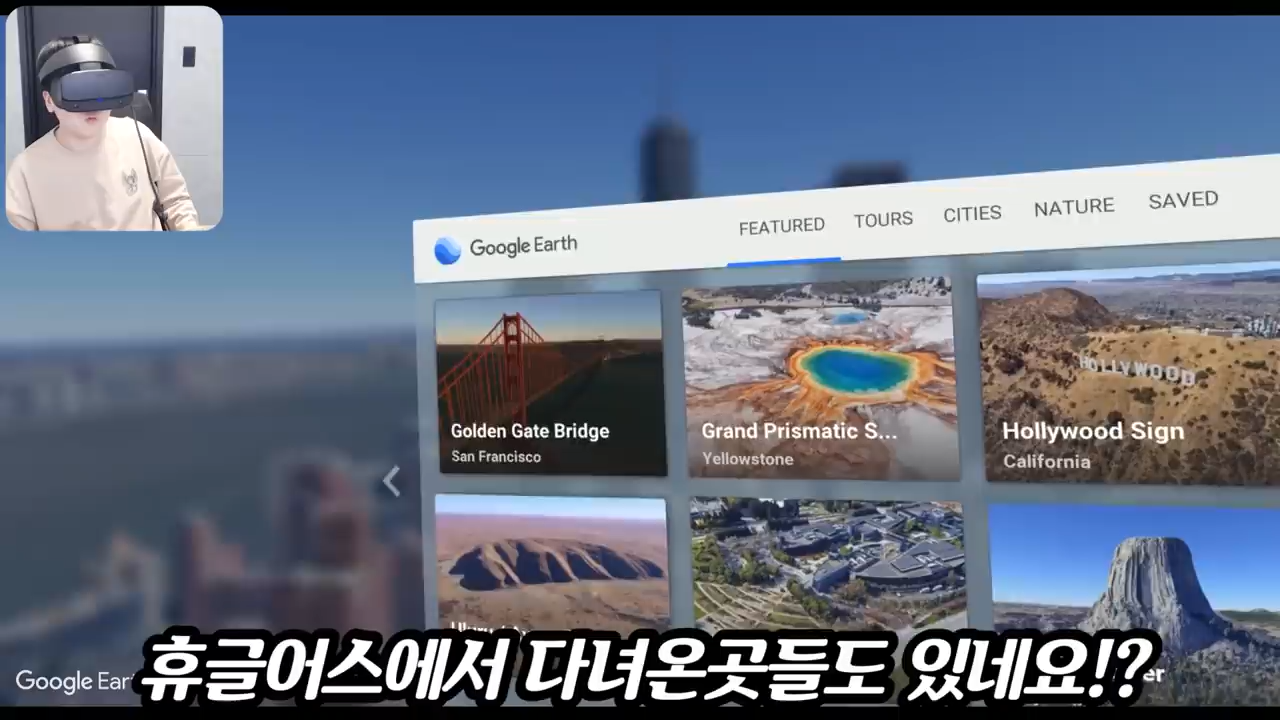 Google Earth
FEATURED
TOURS
CITIES
NATURE
SAVED
Golden Gate Bridge
San Francisco
Grand Prismatic S...
Yellowstone
HOLLYWOOD
Hollywood Sign
California
휴글어스에서 다녀온곳들도 있네요!?
Google Ear